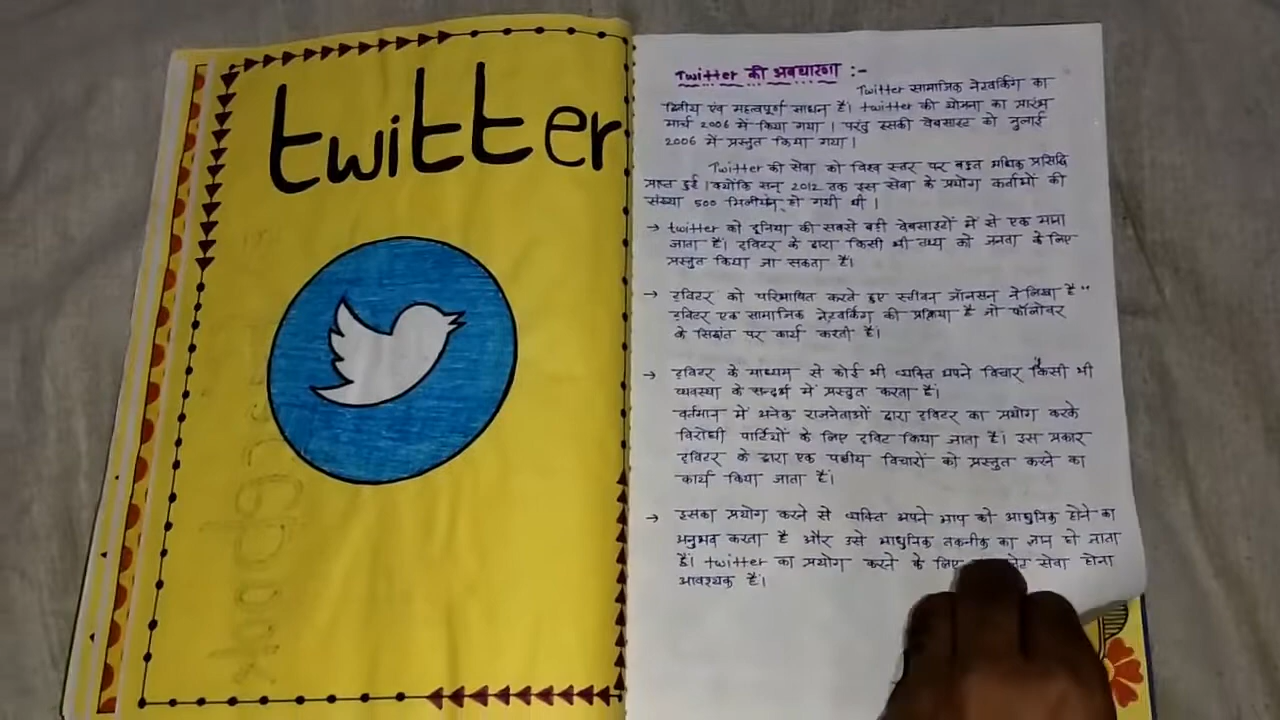 twitter
Twitter की अवधारणा :-
Twitter सामाजिक नेटवर्किंग का
द्वितीय एवं महत्वपूर्ण साधन है। twitter की योजना का प्रारंभ
मार्च 2006 में किया गया । परंतु इसकी वेबसाइट को जुलाई
2006 में प्रस्तुत किया गया ।
Twitter की सेवा को विश्व स्तर पर बहुत अधिक प्रसिद्धि
प्राप्त हुई । क्योंकि सन् 2012 तक इस सेवा के प्रयोग कर्ताओं की
संख्या 500 मिलीयन हो गयी थी ।
→ twitter को दुनिया की सबसे बड़ी वेबसाइटों में से एक माना
जाता है। ट्विटर के द्वारा किसी भी तथ्य को जनता के लिए
प्रस्तुत किया जा सकता है।
→ ट्विटर को परिभाषित करते हुए स्टीवन जॉनसन ने लिखा है "
ट्विटर एक सामाजिक नेटवर्किंग की प्रक्रिया है जो फॉलोवर
के सिद्धांत पर कार्य करती है।
→ ट्विटर के माध्यम से कोई भी व्यक्ति अपने विचार किसी भी
व्यवस्था के सन्दर्भ में प्रस्तुत करता है।
वर्तमान में अनेक राजनेताओं द्वारा ट्विटर का प्रयोग करके
विरोधी पार्टियों के लिए ट्विट किया जाता है। इस प्रकार
ट्विटर के द्वारा एक पक्षीय विचारों को प्रस्तुत करने का
कार्य किया जाता है।
→ इसका प्रयोग करने से व्यक्ति अपने आप को आधुनिक होने का
अनुभव करता है और उसे आधुनिक तकनीक का ज्ञान हो जाता
है। twitter का प्रयोग करने के लिए सेवा होना
आवश्यक है।